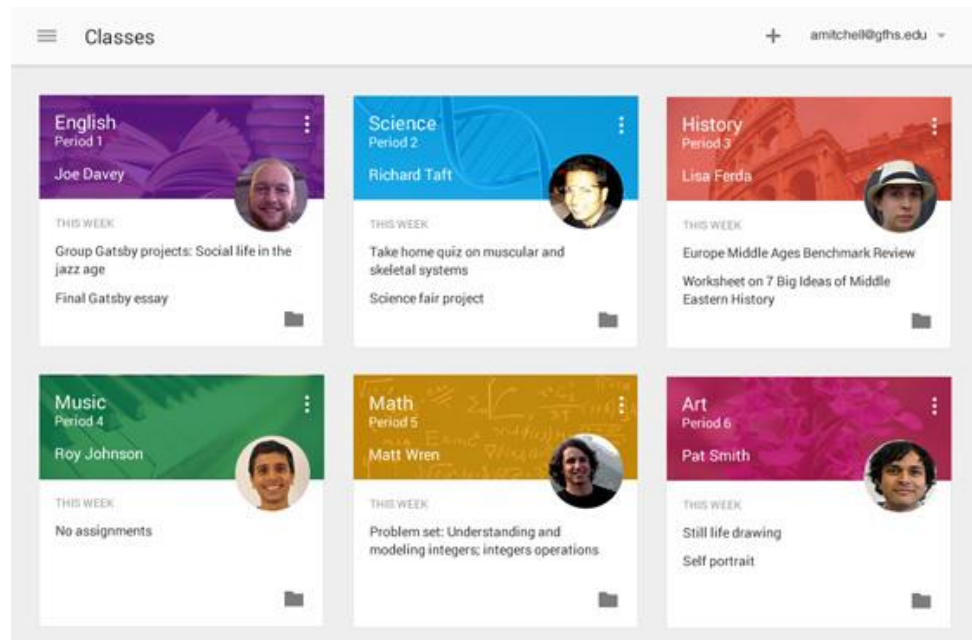 Classes
+ amitchell@gfhs.edu
English
Period 1
Joe Davey
THIS WEEK
Group Gatsby projects: Social life in the
jazz age
Final Gatsby essay
Science
Period 2
Richard Taft
THIS WEEK
Take home quiz on muscular and
skeletal systems
Science fair project
History
Period 3
Lisa Ferda
THIS WEEK
Europe Middle Ages Benchmark Review
Worksheet on 7 Big Ideas of Middle
Eastern History
Music
Period 4
Roy Johnson
THIS WEEK
No assignments
Math
Period 5
Matt Wren
THIS WEEK
Problem set: Understanding and
modeling integers; integers operations
Art
Period 6
Pat Smith
THIS WEEK
Still life drawing
Self portrait